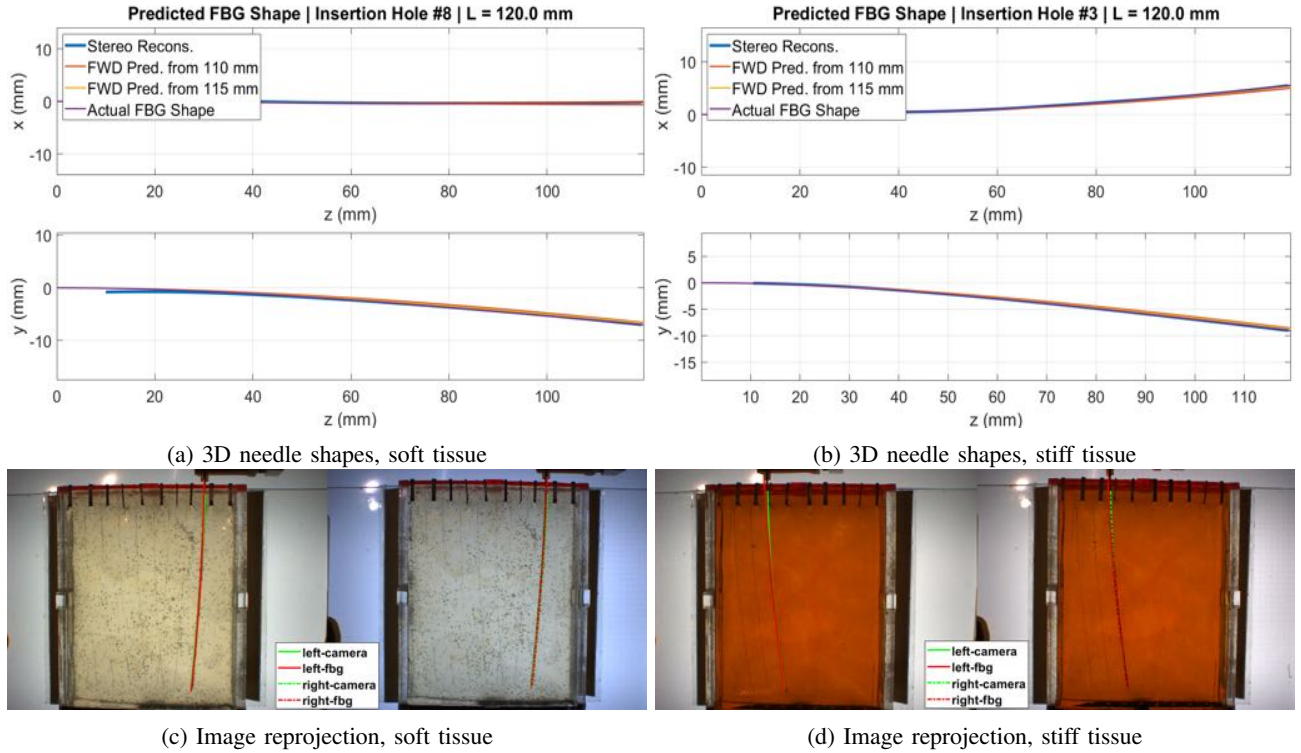 Predicted FBG Shape | Insertion Hole #8 | L = 120.0 mm
Stereo Recons.
FWD Pred. from 110 mm
FWD Pred. from 115 mm
Actual FBG Shape
x (mm)
10
0
-10
0 20 40 60 80 100
z (mm)
y (mm)
10
0
-10
0 20 40 60 80 100
z (mm)
(a) 3D needle shapes, soft tissue
Predicted FBG Shape | Insertion Hole #3 | L = 120.0 mm
Stereo Recons.
FWD Pred. from 110 mm
FWD Pred. from 115 mm
Actual FBG Shape
x (mm)
10
0
-10
0 20 40 60 80 100
z (mm)
y (mm)
5
0
-5
-10
-15
0 10 20 30 40 50 60 70 80 90 100 110
z (mm)
(b) 3D needle shapes, stiff tissue
left-camera
left-fbg
right-camera
right-fbg
(c) Image reprojection, soft tissue
left-camera
left-fbg
right-camera
right-fbg
(d) Image reprojection, stiff tissue